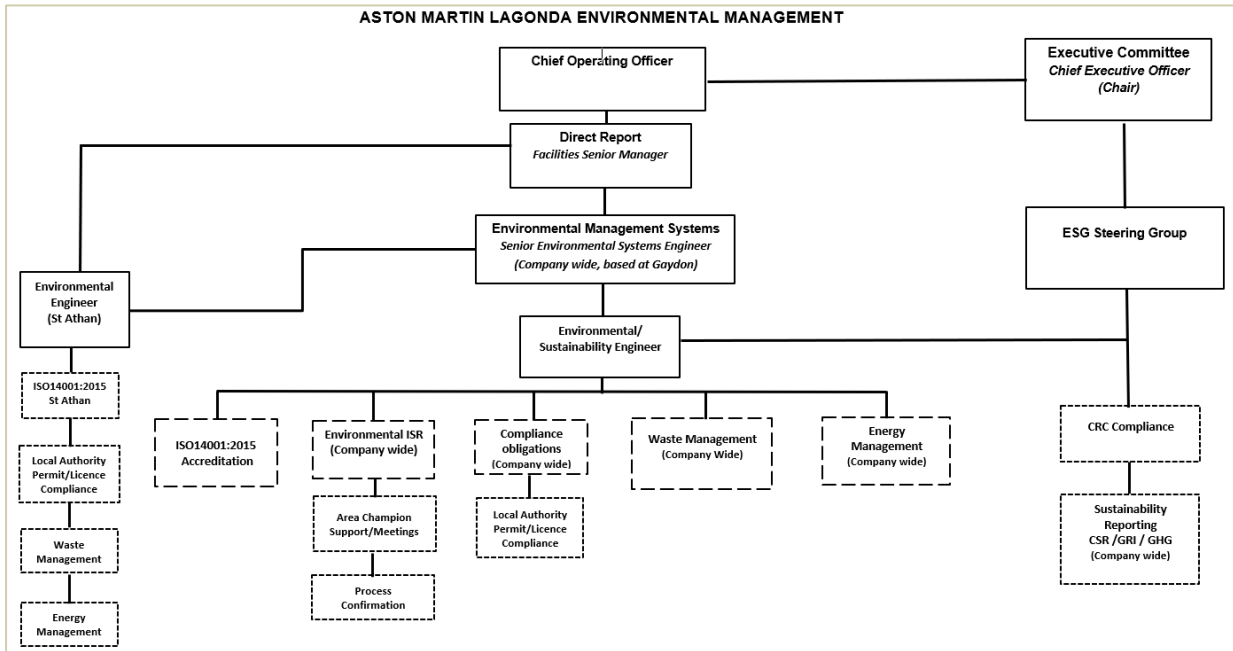 ASTON MARTIN LAGONDA ENVIRONMENTAL MANAGEMENT
Chief Operating Officer
Executive Committee
Chief Executive Officer
(Chair)
Direct Report
Facilities Senior Manager
Environmental Management Systems
Senior Environmental Systems Engineer
(Company wide, based at Gaydon)
ESG Steering Group
Environmental
Engineer
(St Athan)
Environmental/
Sustainability Engineer
ISO14001:2015
St Athan
Local Authority
Permit/Licence
Compliance
Waste
Management
Energy
Management
ISO14001:2015
Accreditation
Environmental ISR
(Company wide)
Area Champion
Support/Meetings
Process
Confirmation
Compliance
obligations
(Company wide)
Local Authority
Permit/Licence
Compliance
Waste Management
(Company Wide)
Energy
Management
(Company wide)
CRC Compliance
Sustainability
Reporting
CSR /GRI / GHG
(Company wide)